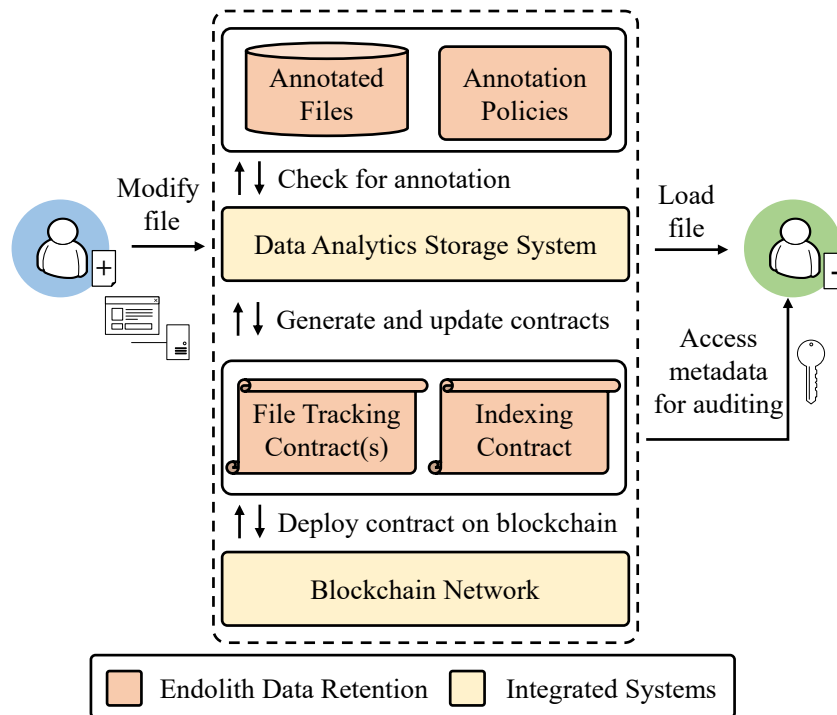 Annotated
Files
Annotation
Policies
Check for annotation
Modify
file
Data Analytics Storage System
Load
file
Generate and update contracts
File Tracking
Contract(s)
Indexing
Contract
Access
metadata
for auditing
Deploy contract on blockchain
Blockchain Network
Endolith Data Retention
Integrated Systems